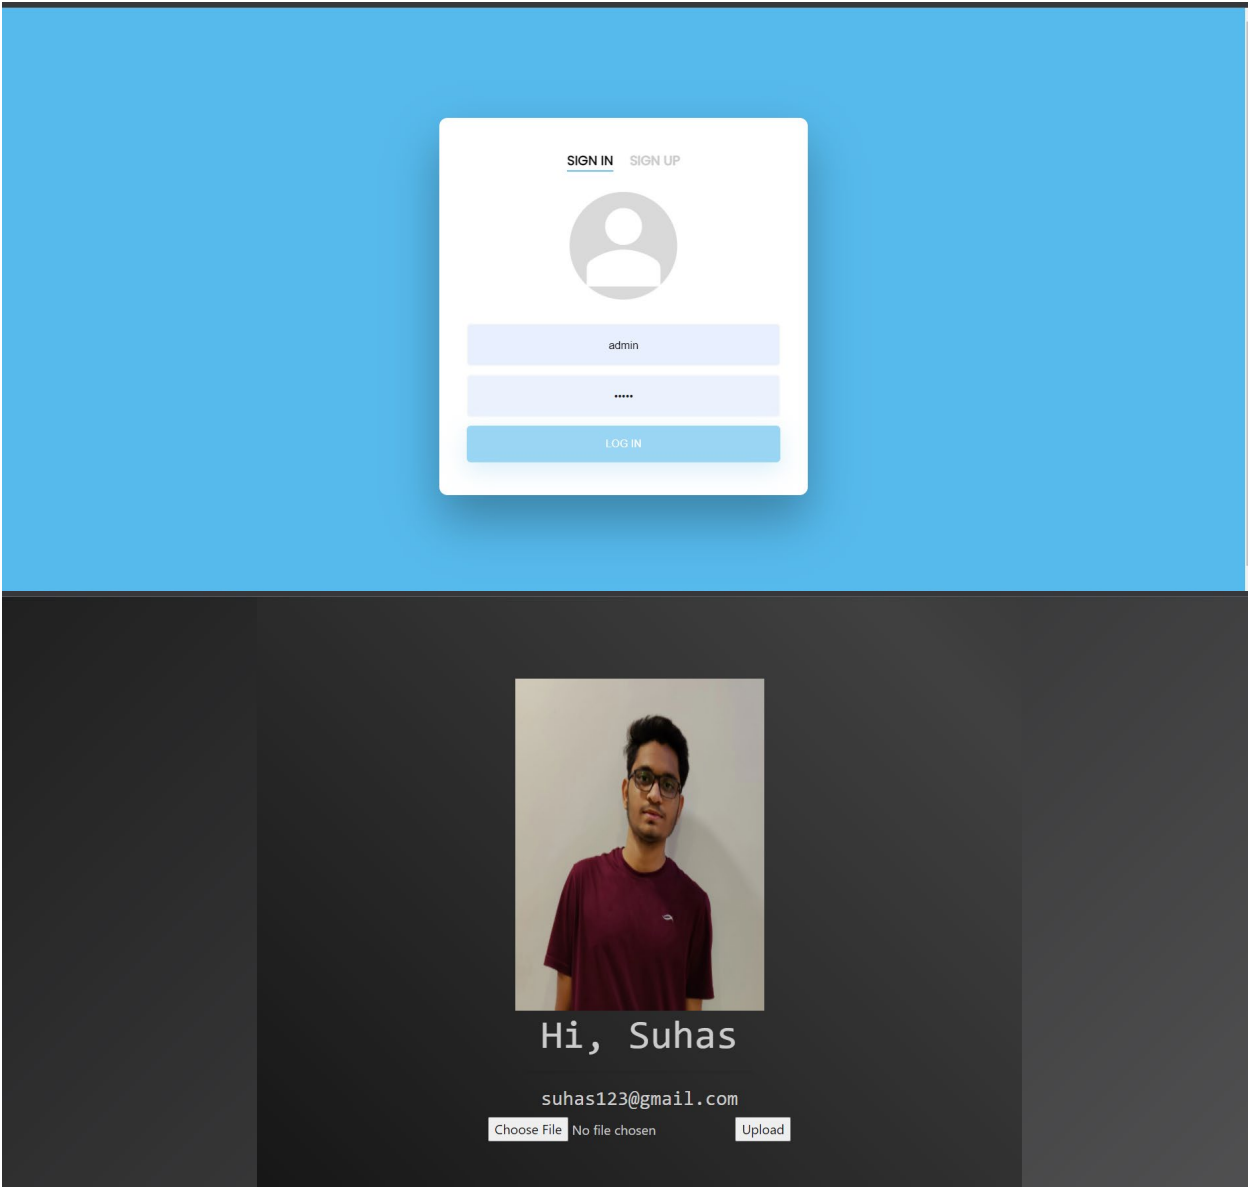 SIGN IN SIGN UP
admin
•••••
LOG IN
Hi, Suhas
suhas123@gmail.com
Choose File No file chosen Upload